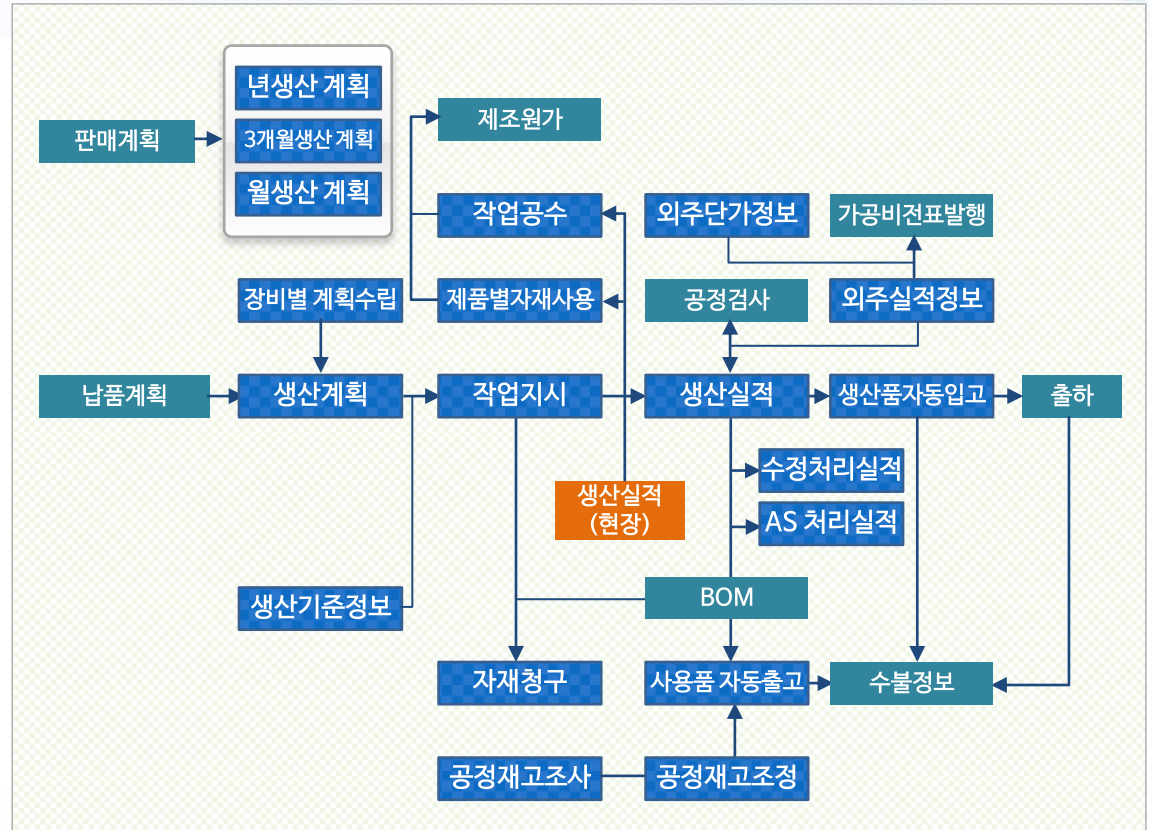 년생산 계획
3개월생산 계획
월생산 계획
판매계획
제조원가
작업공수
외주단가정보
가공비전표발행
장비별 계획수립
제품별자재사용
공정검사
외주실적정보
납품계획
생산계획
작업지시
생산실적
생산품자동입고
출하
수정처리실적
생산실적
(현장)
AS 처리실적
생산기준정보
BOM
자재청구
사용품 자동출고
수불정보
공정재고조사
공정재고조정